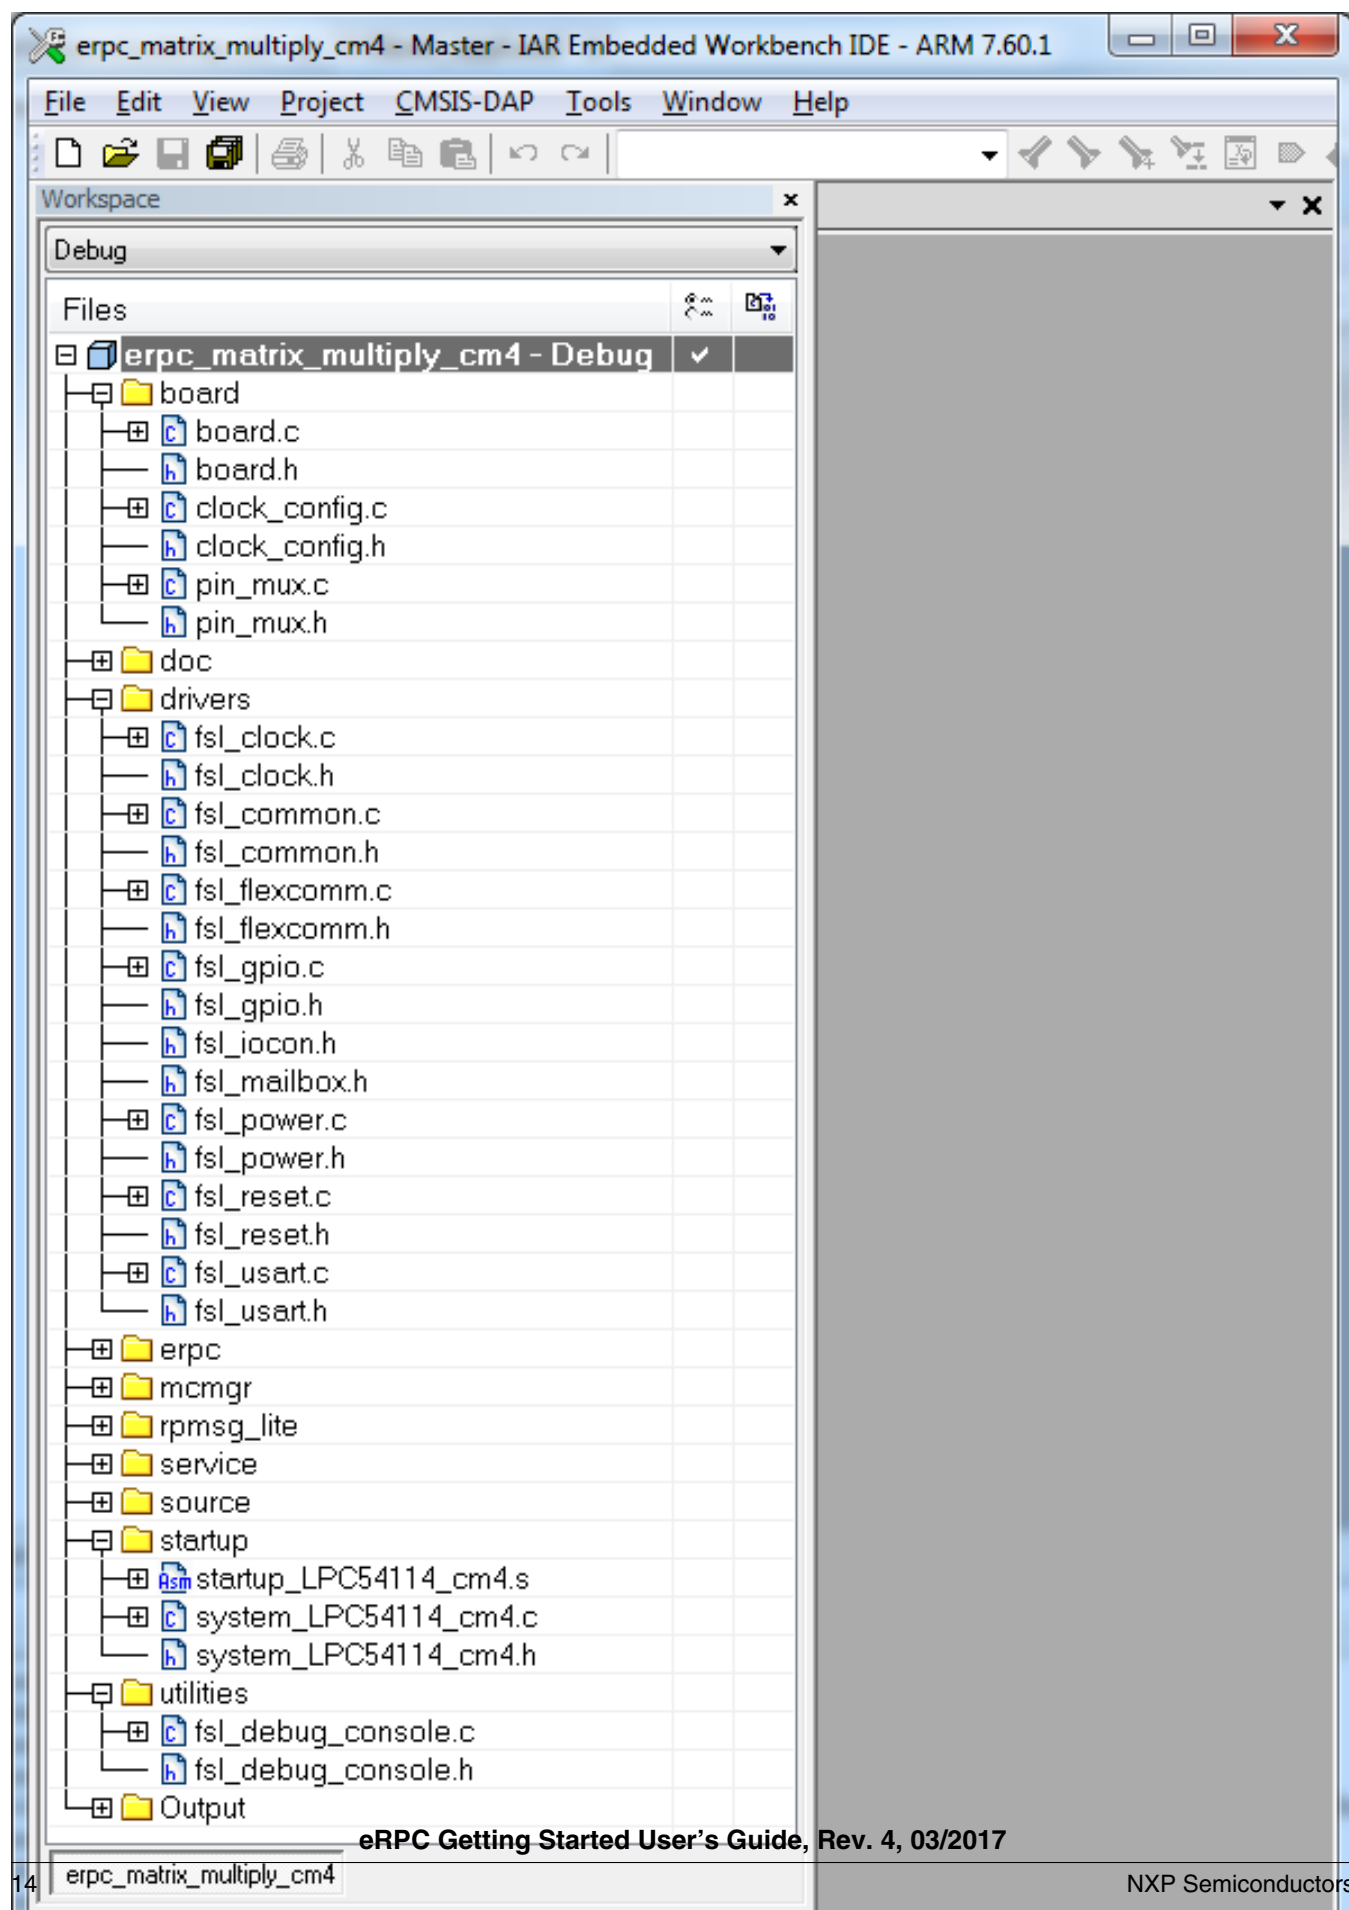 erpc_matrix_multiply_cm4 - Master - IAR Embedded Workbench IDE - ARM 7.60.1
File Edit View Project CMSIS-DAP Tools Window Help
Workspace
Debug
Files
erpc_matrix_multiply_cm4 - Debug
board
board.c
board.h
clock_config.c
clock_config.h
pin_mux.c
pin_mux.h
doc
drivers
fsl_clock.c
fsl_clock.h
fsl_common.c
fsl_common.h
fsl_flexcomm.c
fsl_flexcomm.h
fsl_gpio.c
fsl_gpio.h
fsl_iocon.h
fsl_mailbox.h
fsl_power.c
fsl_power.h
fsl_reset.c
fsl_reset.h
fsl_usart.c
fsl_usart.h
erpc
mcmgr
rpmsg_lite
service
source
startup
startup_LPC54114_cm4.s
system_LPC54114_cm4.c
system_LPC54114_cm4.h
utilities
fsl_debug_console.c
fsl_debug_console.h
Output
eRPC Getting Started User's Guide, Rev. 4, 03/2017
erpc_matrix_multiply_cm4
14 NXP Semiconductors